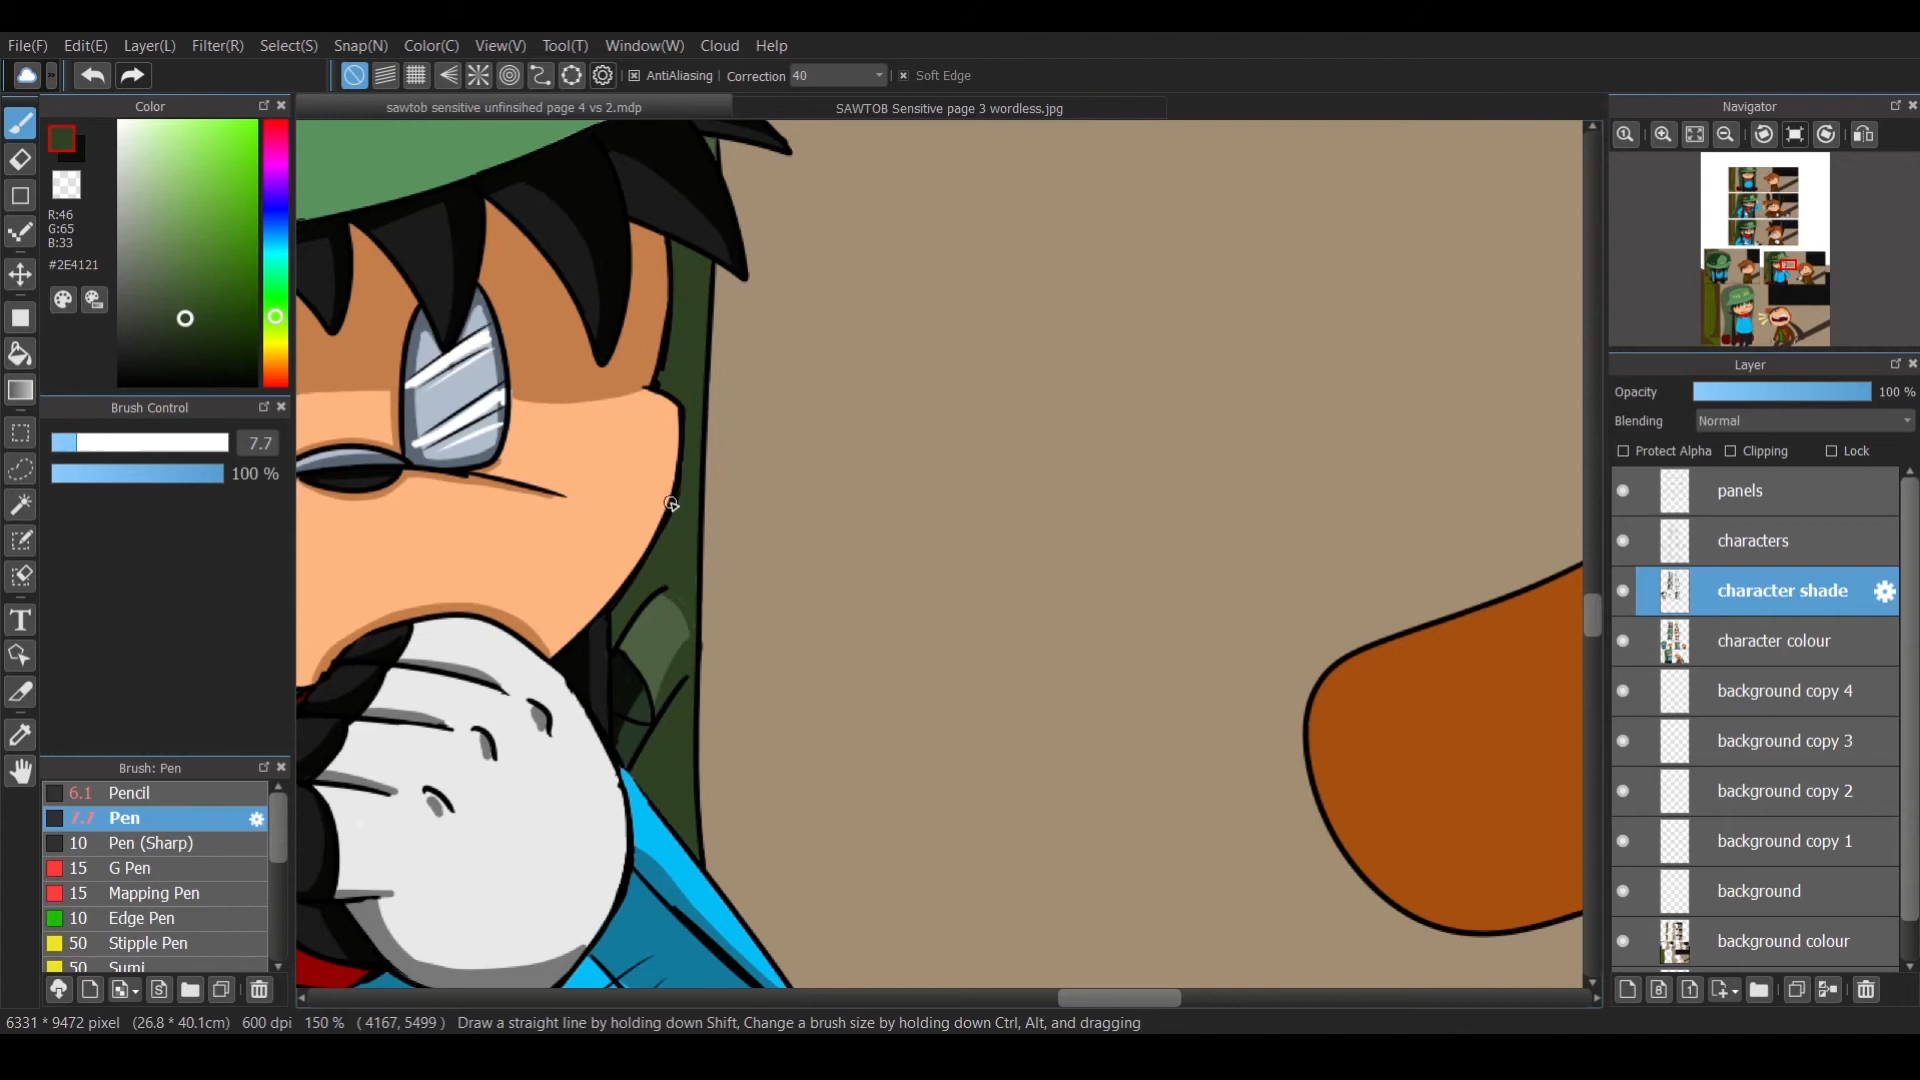 File(F) Edit(E) Layer(L) Filter(R) Select(S) Snap(N) Color(C) View(V) Tool(T) Window(W) Cloud Help
» AntiAliasing Correction 40 Soft Edge
Color
sawtob sensitive unfinsihed page 4 vs 2.mdp
SAWTOB Sensitive page 3 wordless.jpg
Navigator
R:46
G:65
B:33
#2E4121
Layer
Opacity 100 %
Blending Normal
Protect Alpha Clipping Lock
Brush Control
7.7
100 %
panels
characters
character shade
character colour
background copy 4
background copy 3
background copy 2
background copy 1
background
background colour
Brush: Pen
6.1 Pencil
7.7 Pen
10 Pen (Sharp)
15 G Pen
15 Mapping Pen
10 Edge Pen
50 Stipple Pen
50 Sumi
6331 * 9472 pixel (26.8 * 40.1cm) 600 dpi 150 % ( 4167, 5499 ) Draw a straight line by holding down Shift, Change a brush size by holding down Ctrl, Alt, and dragging